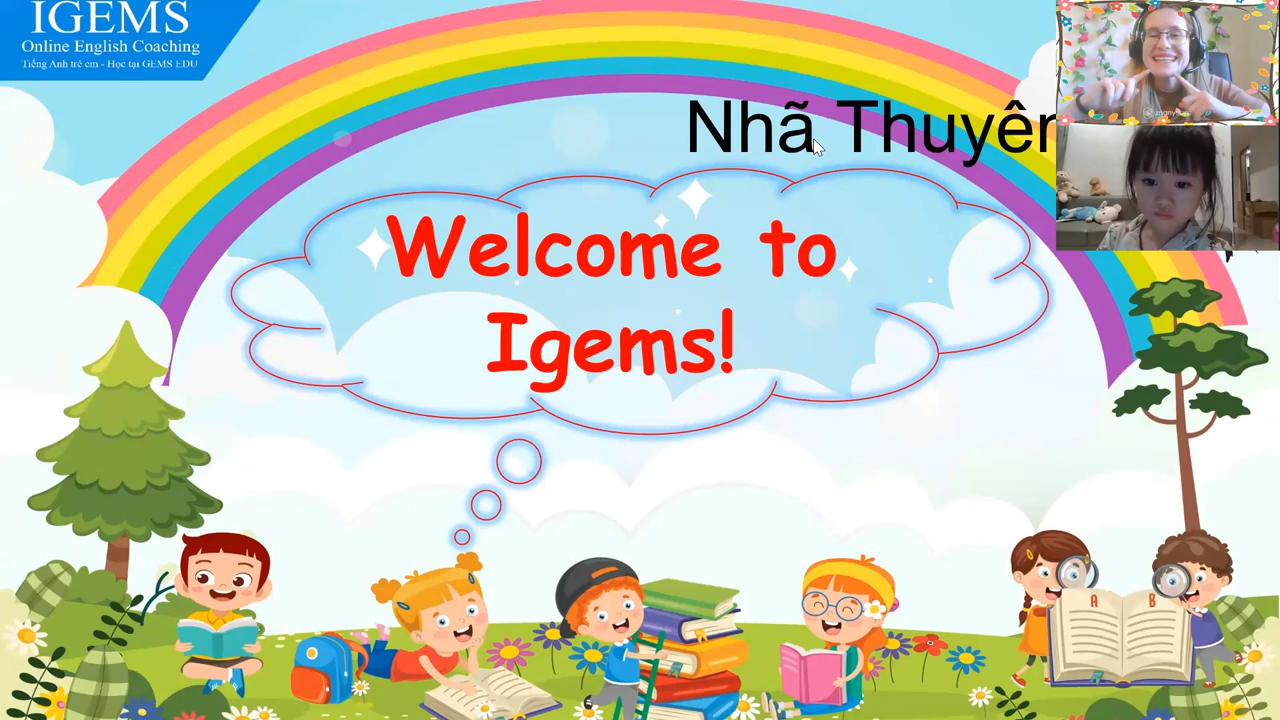 IGEMS
Online English Coaching
Tiếng Anh trẻ em - Học tại GEMS EDU
Nhã Thuyên
Welcome to
Igems!
A B